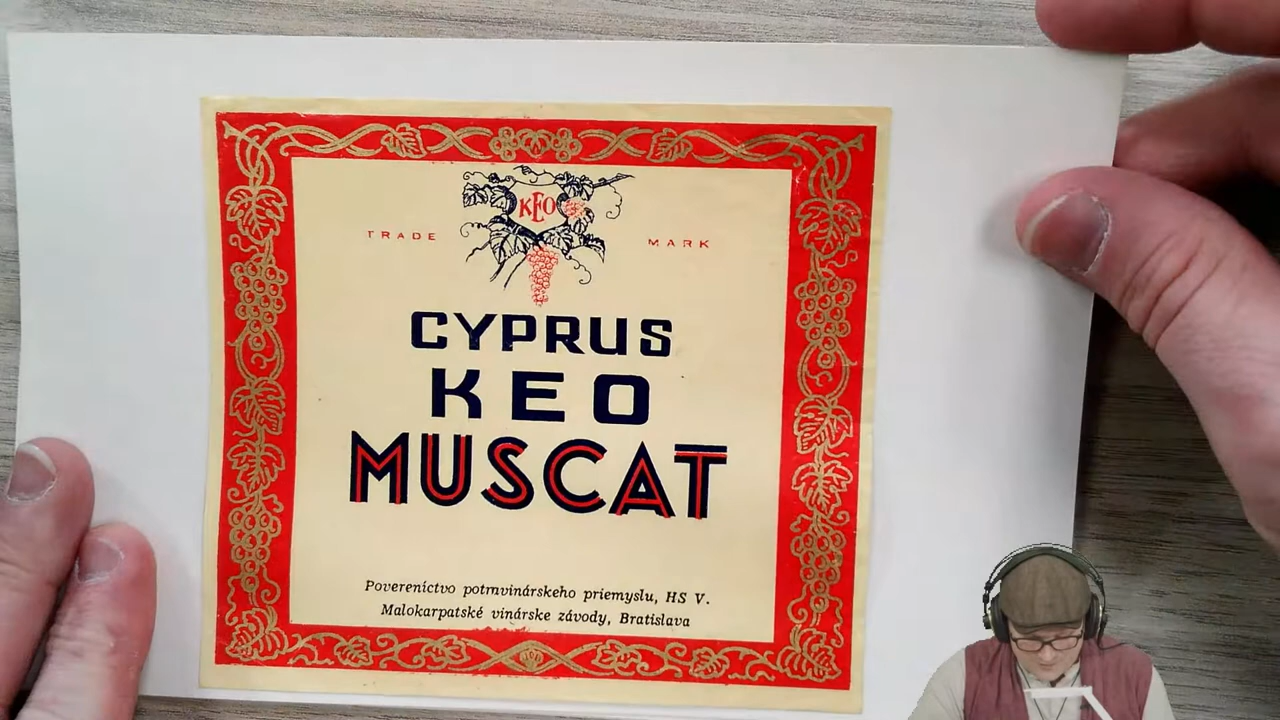 KEO
TRADE MARK
CYPRUS
KEO
MUSCAT
Povereníctvo potravinárskeho priemyslu, HS V.
Malokarpatské vinárske závody, Bratislava